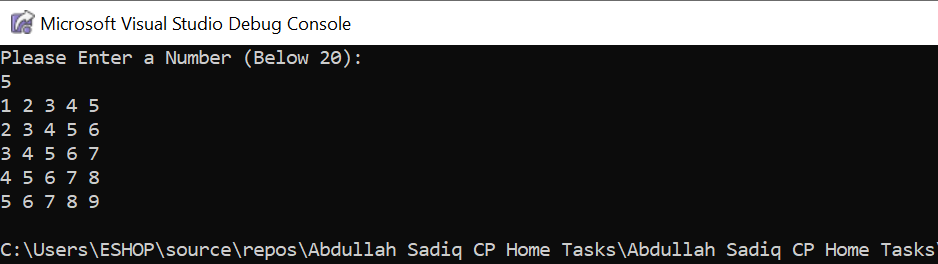 Microsoft Visual Studio Debug Console
Please Enter a Number (Below 20):
5
1 2 3 4 5
2 3 4 5 6
3 4 5 6 7
4 5 6 7 8
5 6 7 8 9
C:\Users\ESHOP\source\repos\Abdullah Sadiq CP Home Tasks\Abdullah Sadiq CP Home Tasks\